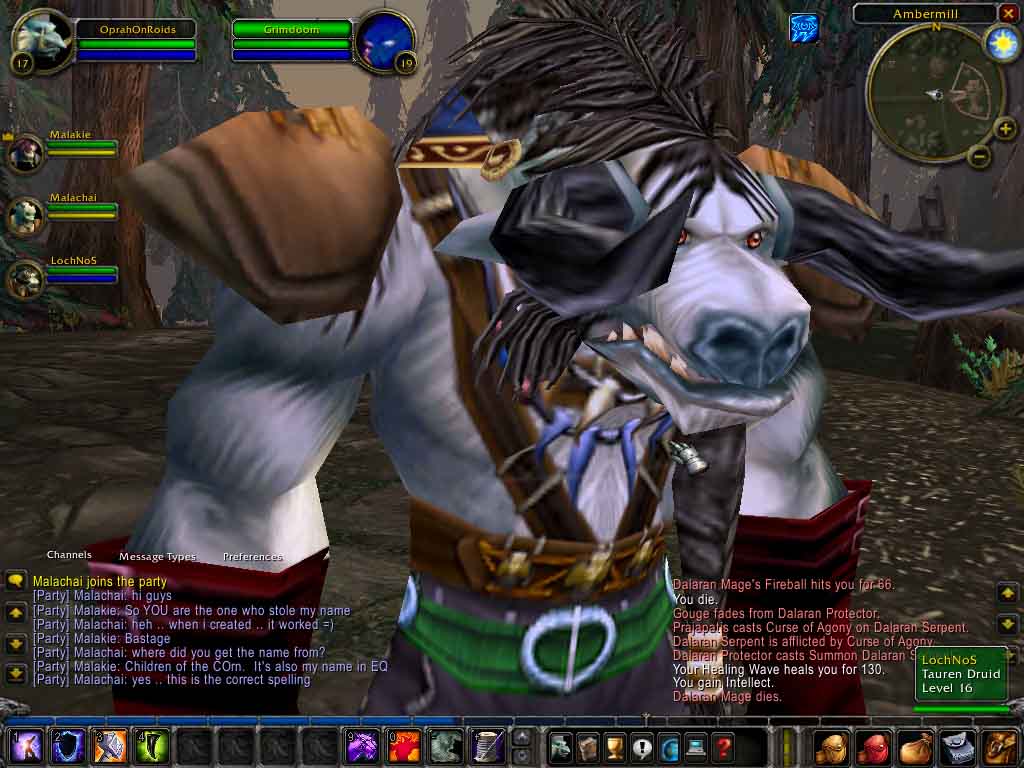 OprahOnRoids
17
Grimdoom
19
Ambermill
N
Malakie
Malachai
LochNoS
Channels Message Types Preferences
Malachai joins the party
[Party] Malachai: hi guys
[Party] Malakie: So YOU are the one who stole my name
[Party] Malachai: heh .. when i created .. it worked =)
[Party] Malakie: Bastage
[Party] Malachai: where did you get the name from?
[Party] Malakie: Children of the COrn. It's also my name in EQ
[Party] Malachai: yes .. this is the correct spelling
Dalaran Mage's Fireball hits you for 66.
You die.
Gouge fades from Dalaran Protector.
Prajapatis casts Curse of Agony on Dalaran Serpent.
Dalaran Serpent is afflicted by Curse of Agony.
Dalaran Protector casts Summon Dalaran S
Your Healing Wave heals you for 130.
You gain Intellect.
Dalaran Mage dies.
LochNoS
Tauren Druid
Level 16
1 2 3 4 9 0